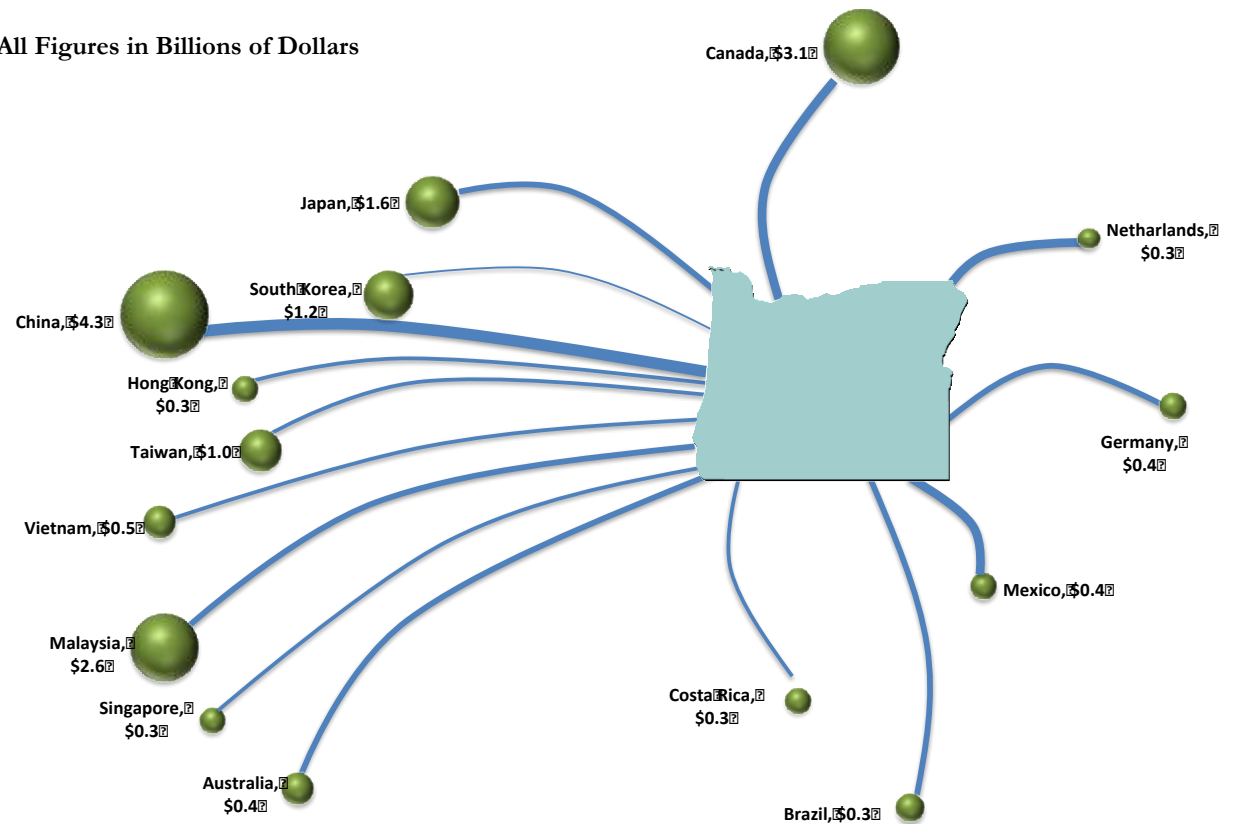 All Figures in Billions of Dollars
Canada, $3.1
Japan, $1.6
Netharlands,
$0.3
South Korea,
$1.2
China, $4.3
Hong Kong,
$0.3
Taiwan, $1.0
Germany,
$0.4
Vietnam, $0.5
Mexico, $0.4
Malaysia,
$2.6
Costa Rica,
$0.3
Singapore,
$0.3
Australia,
$0.4
Brazil, $0.3